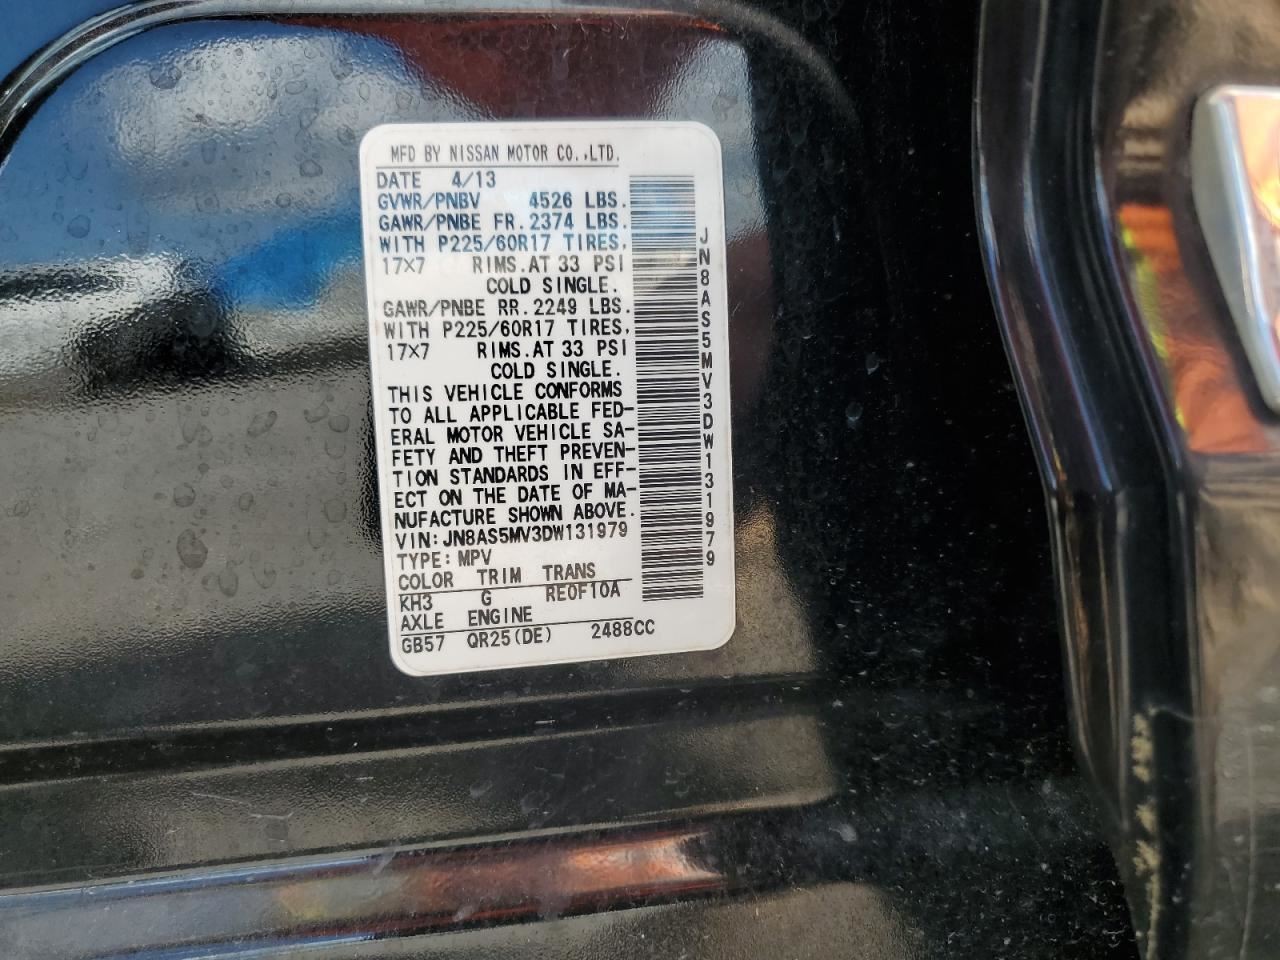 MFD BY NISSAN MOTOR CO.,LTD.
DATE 4/13
GVWR/PNBV 4526 LBS.
GAWR/PNBE FR.2374 LBS.
WITH P225/60R17 TIRES,
17×7 RIMS.AT 33 PSI
COLD SINGLE.
GAWR/PNBE RR.2249 LBS.
WITH P225/60R17 TIRES,
17×7 RIMS.AT 33 PSI
COLD SINGLE.
THIS VEHICLE CONFORMS
TO ALL APPLICABLE FED-
ERAL MOTOR VEHICLE SA-
FETY AND THEFT PREVEN-
TION STANDARDS IN EFF-
ECT ON THE DATE OF MA-
NUFACTURE SHOWN ABOVE.
VIN:JN8AS5MV3DW131979
TYPE:MPV
COLOR TRIM TRANS
KH3 G RE0F10A
AXLE ENGINE
GB57 QR25(DE) 2488CC
JN8AS5MV3DW131979